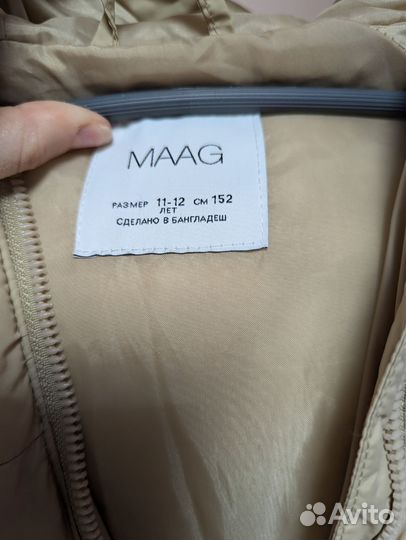 MAAG
РАЗМЕР 11-12 СМ 152
ЛЕТ
СДЕЛАНО В БАНГЛАДЕШ
Avito